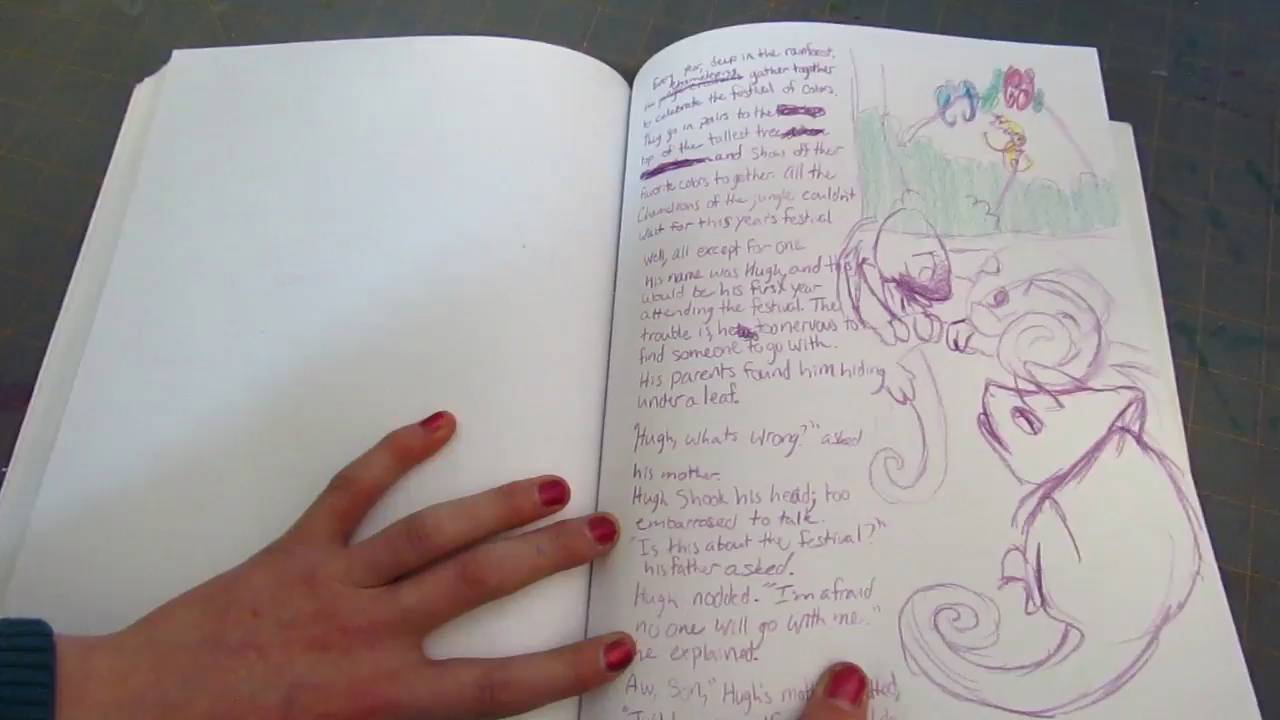 Every year, deep in the rainforest,
the chameleons gather together
to celebrate the festival of colors.
They go in pairs to the
top of the tallest tree
and show off their
favorite colors together. All the
Chameleons of the jungle couldn't
wait for this years festival
well, all except for one
His name was Hugh, and this
would be his first year
attending the festival. The
trouble is, he too nervous to
find someone to go with.
His parents found him hiding
under a leaf.
"Hugh, whats wrong?" asked
his mother.
Hugh Shook his head; too
embarrased to talk.
"Is this about the festival?"
his father asked.
Hugh nodded. "I'm afraid
no one will go with me."
he explained.
Aw, Son," Hugh's